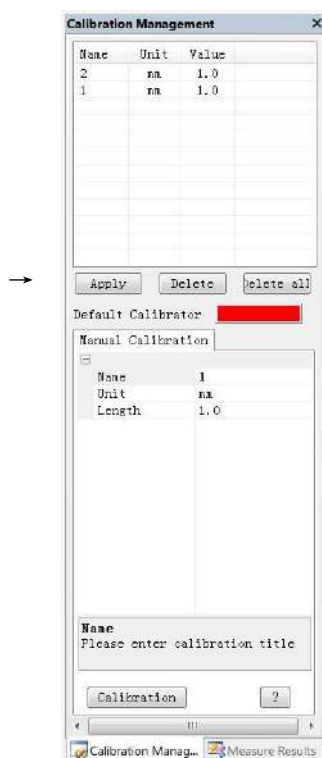 Calibration Management
Name Unit Value
2 mm 1.0
1 mm 1.0
→
Apply Delete Delete all
Default Calibrator
Manual Calibration
Name 1
Unit mm
Length 1.0
Name
Please enter calibration title
Calibration ?
Calibration Manag... Measure Results